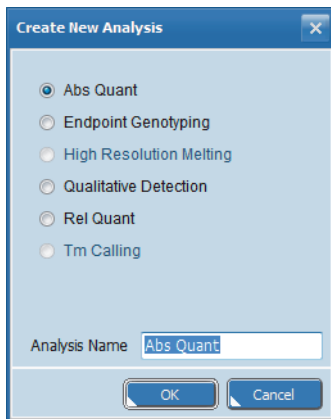 Create New Analysis
Abs Quant
Endpoint Genotyping
High Resolution Melting
Qualitative Detection
Rel Quant
Tm Calling
Analysis Name Abs Quant
OK Cancel